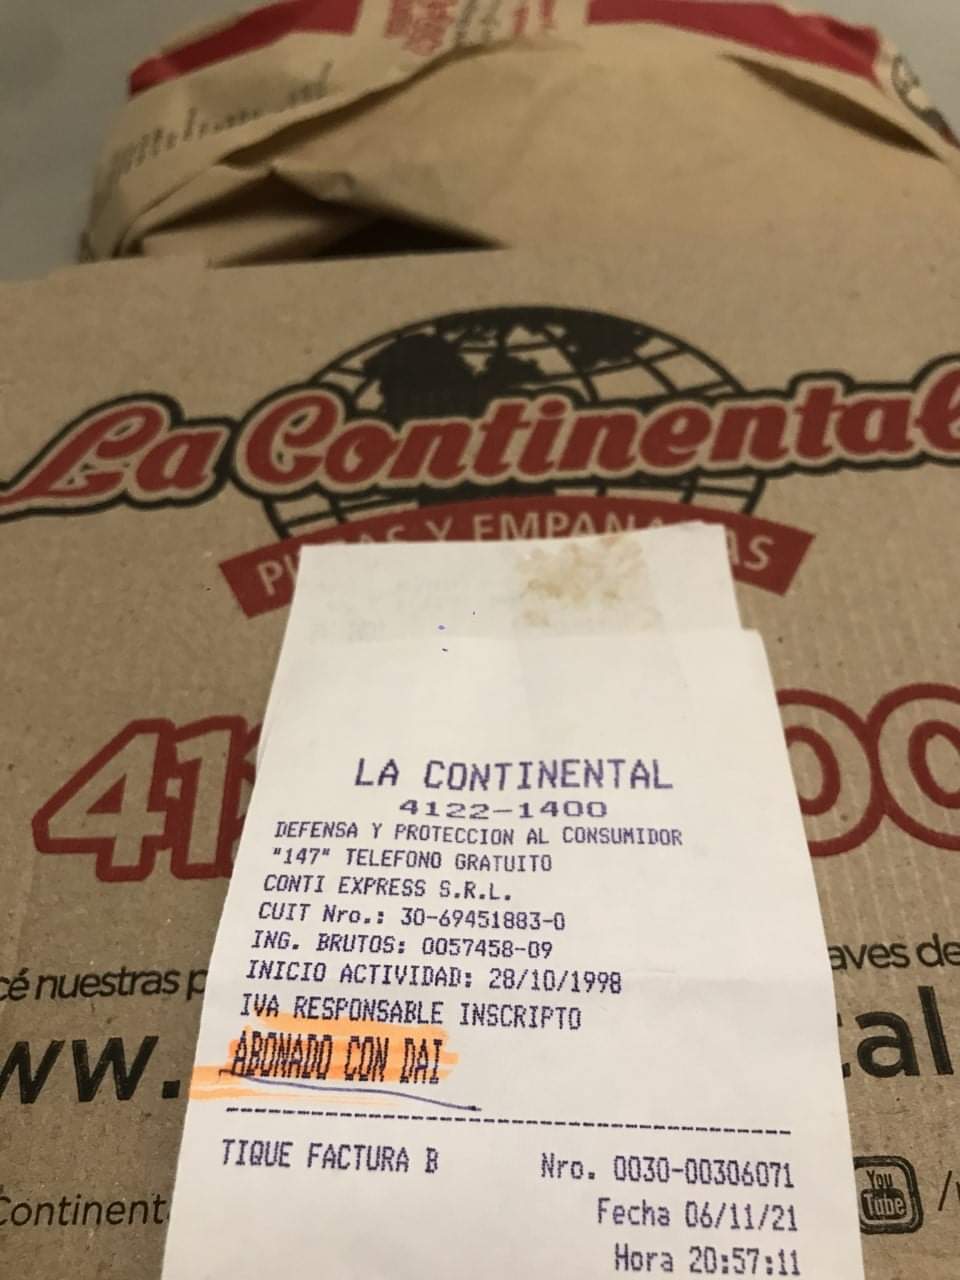 La Continental
PIZZAS Y EMPANADAS
LA CONTINENTAL
4122-1400
DEFENSA Y PROTECCION AL CONSUMIDOR
"147" TELEFONO GRATUITO
CONTI EXPRESS S.R.L.
CUIT Nro.: 30-69451883-0
ING. BRUTOS: 0057458-09
INICIO ACTIVIDAD: 28/10/1998
IVA RESPONSABLE INSCRIPTO
ABONADO CON DAI
TIQUE FACTURA B Nro. 0030-00306071
Fecha 06/11/21
Hora 20:57:11
41 00
cé nuestras p aves de
ww. tal
Continent You Tube /